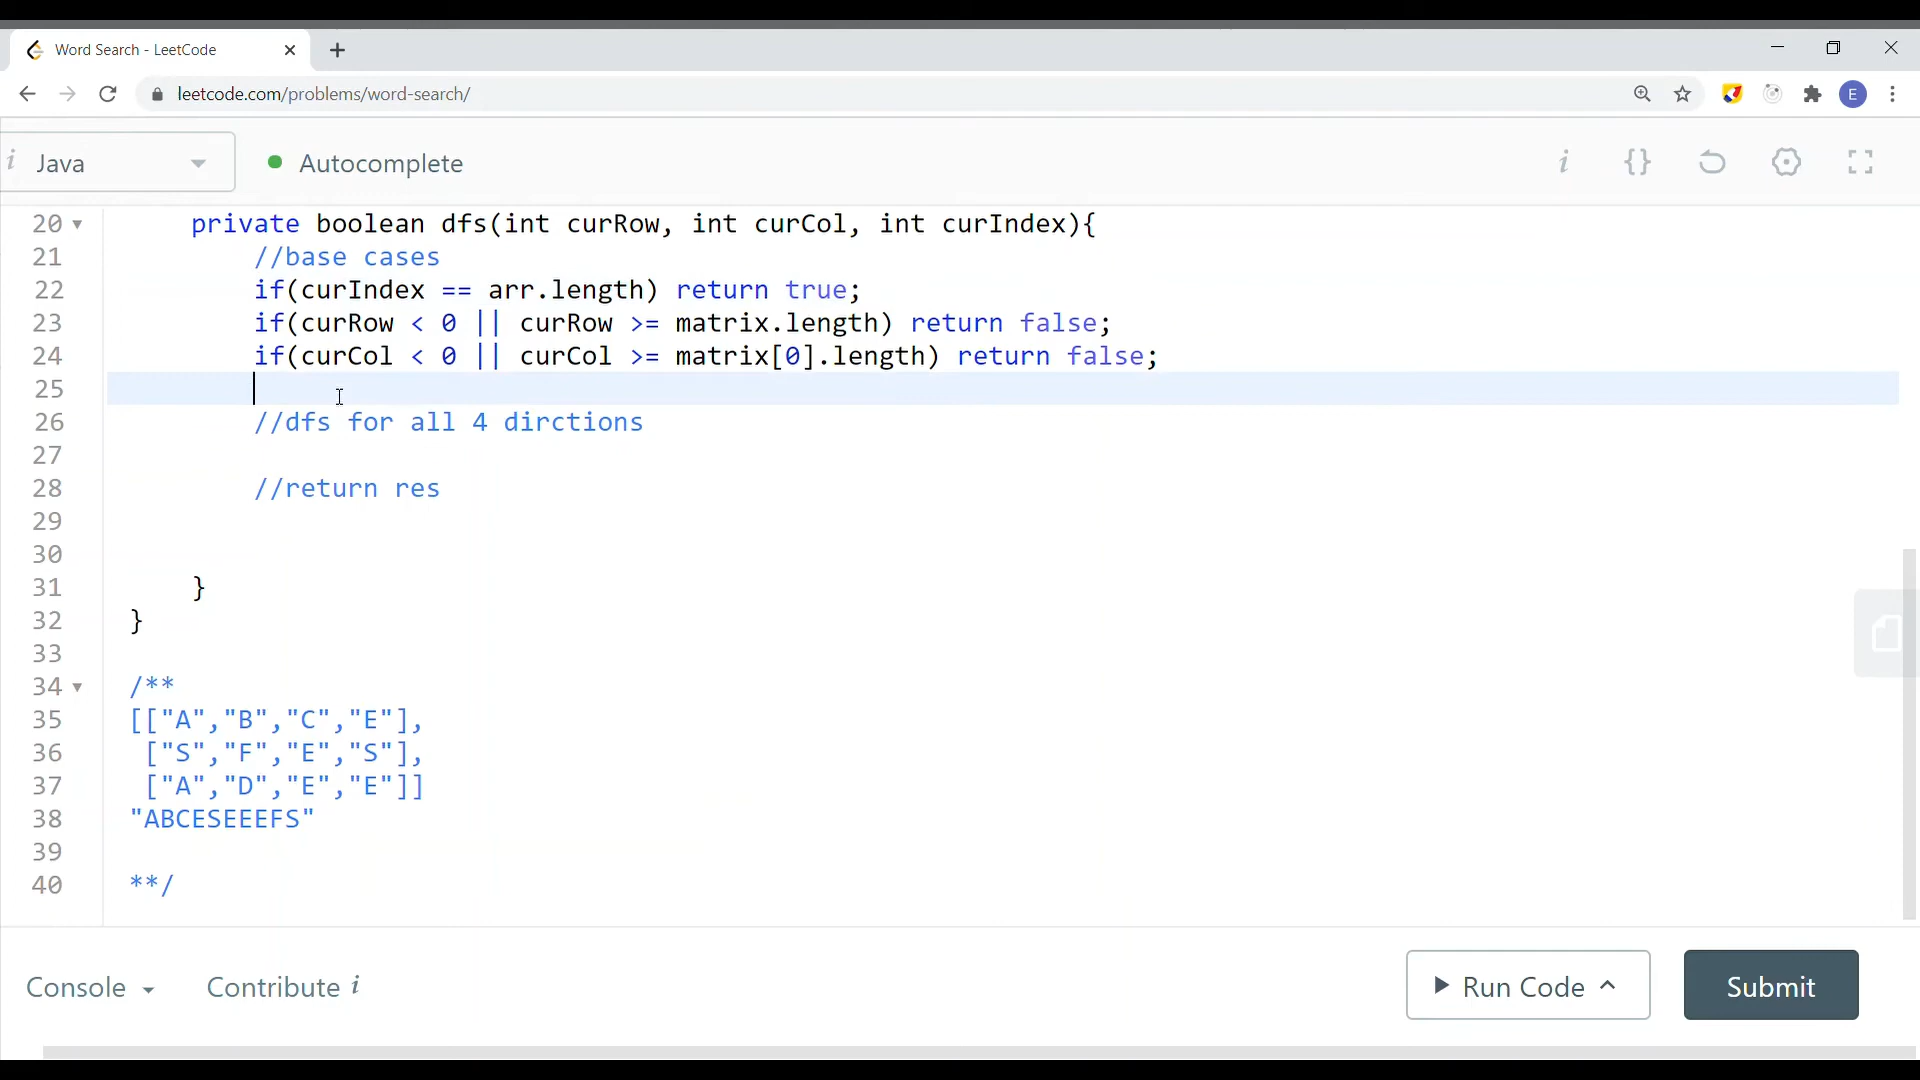 Word Search - LeetCode
leetcode.com/problems/word-search/
E
i Java
Autocomplete
i {}
20 private boolean dfs(int curRow, int curCol, int curIndex){
21 //base cases
22 if(curIndex == arr.length) return true;
23 if(curRow < 0 || curRow >= matrix.length) return false;
24 if(curCol < 0 || curCol >= matrix[0].length) return false;
25
26 //dfs for all 4 dirctions
27
28 //return res
29
30
31 }
32 }
33
34 /**
35 [["A","B","C","E"],
36 ["S","F","E","S"],
37 ["A","D","E","E"]]
38 "ABCESEEEFS"
39
40 **/
Console
Contribute i
Run Code
Submit